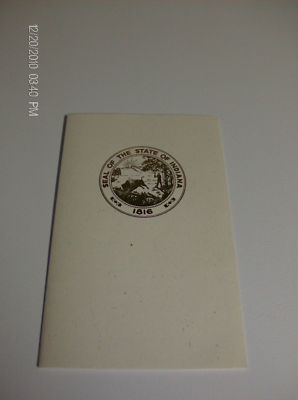 12/20/2010 03:40 PM
SEAL OF THE STATE OF INDIANA
1816